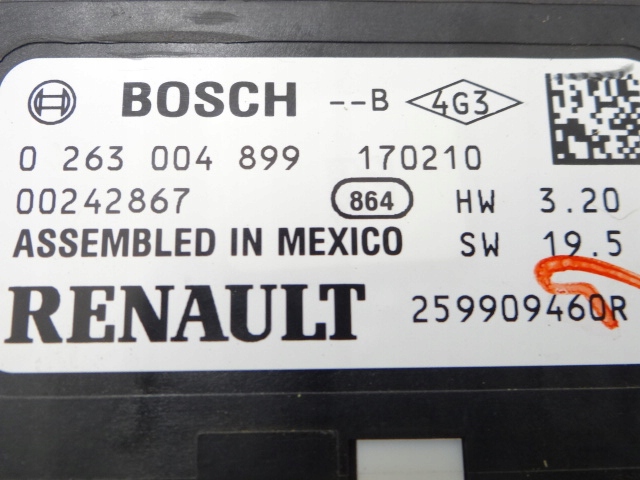 BOSCH --B 4G3
0 263 004 899 170210
00242867 864 HW 3.20
ASSEMBLED IN MEXICO SW 19.5
RENAULT 259909460R